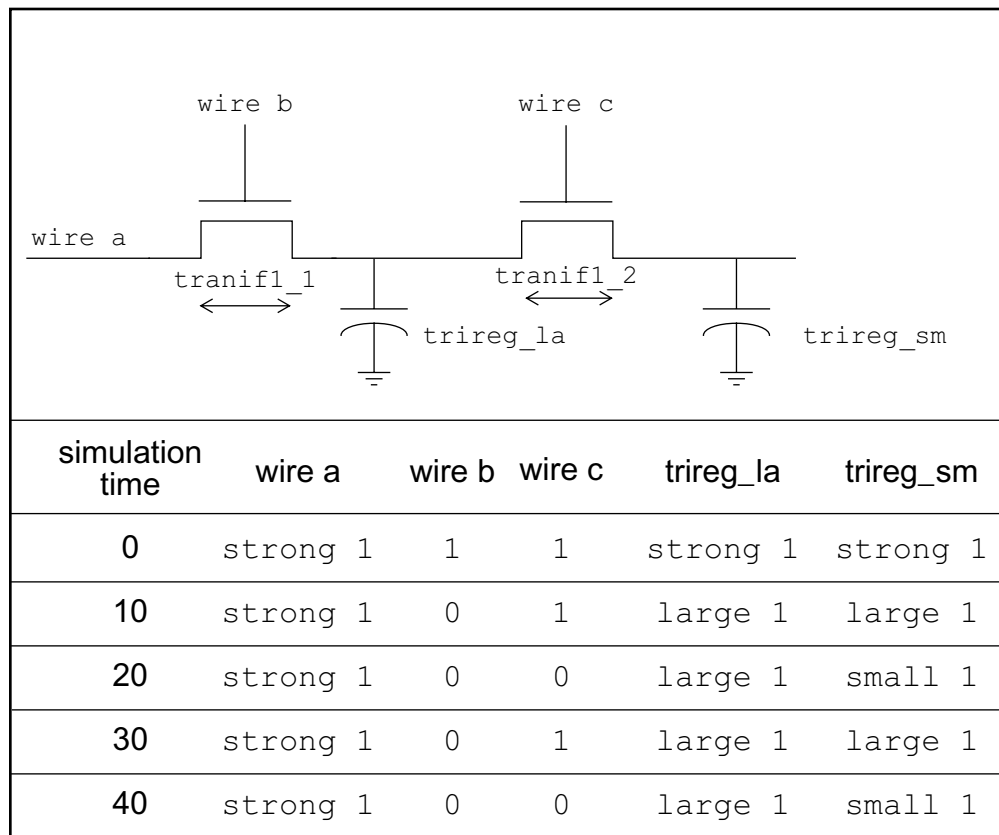 wire b wire c
wire a
tranif1_1 tranif1_2
trireg_la trireg_sm
simulation time wire a wire b wire c trireg_la trireg_sm
0 strong 1 1 1 strong 1 strong 1
10 strong 1 0 1 large 1 large 1
20 strong 1 0 0 large 1 small 1
30 strong 1 0 1 large 1 large 1
40 strong 1 0 0 large 1 small 1